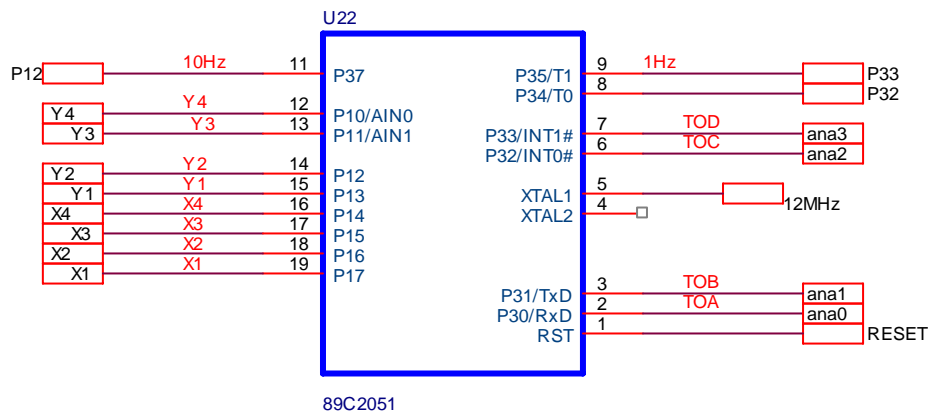 U22
P12 10Hz 11 P37 P35/T1 9 1Hz P33
P34/T0 8 P32
Y4 Y4 12 P10/AIN0
Y3 Y3 13 P11/AIN1 P33/INT1# 7 TOD ana3
P32/INT0# 6 TOC ana2
Y2 Y2 14 P12
Y1 Y1 15 P13 XTAL1 5 12MHz
X4 X4 16 P14 XTAL2 4
X3 X3 17 P15
X2 X2 18 P16
X1 X1 19 P17
P31/TxD 3 TOB ana1
P30/RxD 2 TOA ana0
RST 1 RESET
89C2051